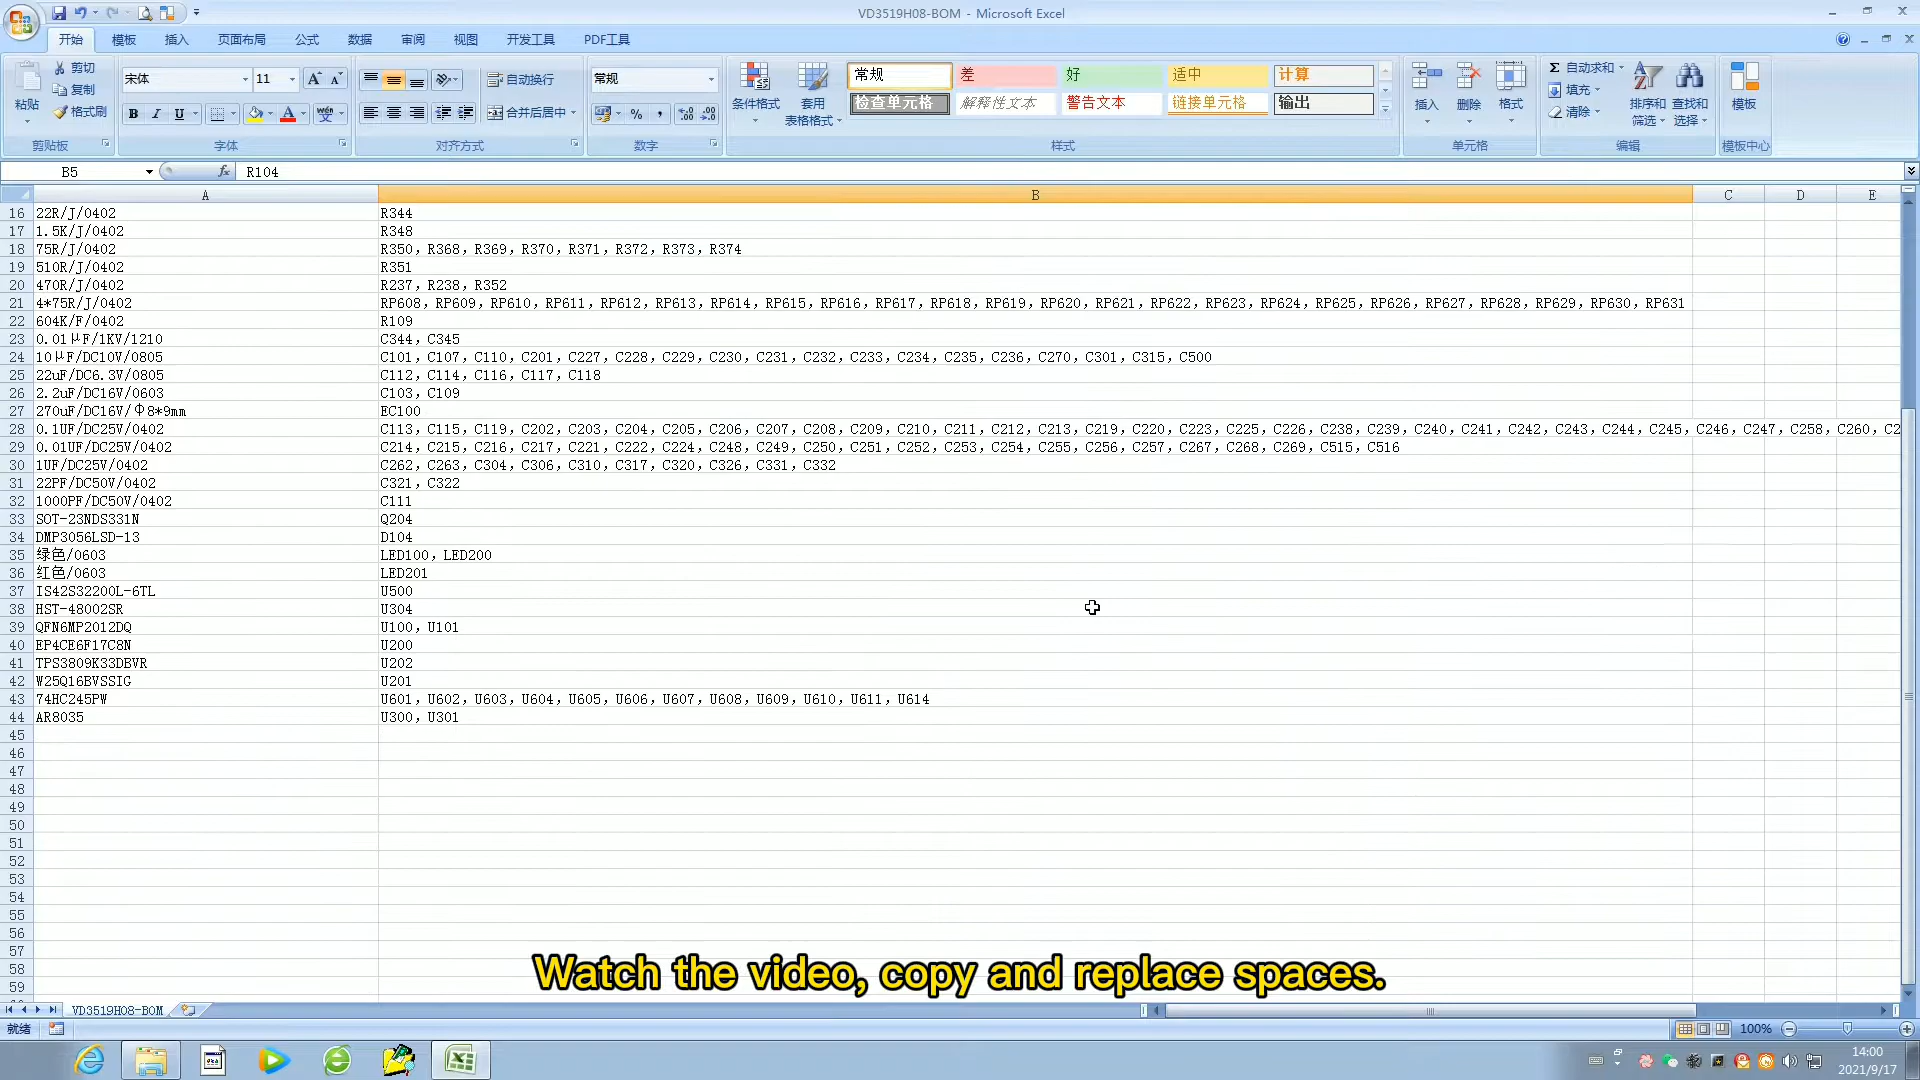 VD3519H08-BOM - Microsoft Excel
开始 模板 插入 页面布局 公式 数据 审阅 视图 开发工具 PDF工具
粘贴 剪切 复制 格式刷 剪贴板
宋体 11 B I U 字体
自动换行 合并后居中 对齐方式
常规 % , 数字
条件格式 套用表格格式
常规 差 好 适中 计算
检查单元格 解释性文本 警告文本 链接单元格 输出
样式
插入 删除 格式 单元格
Σ 自动求和 填充 清除 排序和筛选 查找和选择 编辑
模板 模板中心
B5 fx R104
A B C D E
16 22R/J/0402 R344
17 1.5K/J/0402 R348
18 75R/J/0402 R350,R368,R369,R370,R371,R372,R373,R374
19 510R/J/0402 R351
20 470R/J/0402 R237,R238,R352
21 4*75R/J/0402 RP608,RP609,RP610,RP611,RP612,RP613,RP614,RP615,RP616,RP617,RP618,RP619,RP620,RP621,RP622,RP623,RP624,RP625,RP626,RP627,RP628,RP629,RP630,RP631
22 604K/F/0402 R109
23 0.01μF/1KV/1210 C344,C345
24 10μF/DC10V/0805 C101,C107,C110,C201,C227,C228,C229,C230,C231,C232,C233,C234,C235,C236,C270,C301,C315,C500
25 22uF/DC6.3V/0805 C112,C114,C116,C117,C118
26 2.2uF/DC16V/0603 C103,C109
27 270uF/DC16V/Φ8*9mm EC100
28 0.1UF/DC25V/0402 C113,C115,C119,C202,C203,C204,C205,C206,C207,C208,C209,C210,C211,C212,C213,C219,C220,C223,C225,C226,C238,C239,C240,C241,C242,C243,C244,C245,C246,C247,C258,C260,C2
29 0.01UF/DC25V/0402 C214,C215,C216,C217,C221,C222,C224,C248,C249,C250,C251,C252,C253,C254,C255,C256,C257,C267,C268,C269,C515,C516
30 1UF/DC25V/0402 C262,C263,C304,C306,C310,C317,C320,C326,C331,C332
31 22PF/DC50V/0402 C321,C322
32 1000PF/DC50V/0402 C111
33 SOT-23NDS331N Q204
34 DMP3056LSD-13 D104
35 绿色/0603 LED100,LED200
36 红色/0603 LED201
37 IS42S32200L-6TL U500
38 HST-48002SR U304
39 QFN6MP2012DQ U100,U101
40 EP4CE6F17C8N U200
41 TPS3809K33DBVR U202
42 W25Q16BVSSIG U201
43 74HC245PW U601,U602,U603,U604,U605,U606,U607,U608,U609,U610,U611,U614
44 AR8035 U300,U301
45
46
47
48
49
50
51
52
53
54
55
56
57
58
59
Watch the video, copy and replace spaces.
VD3519H08-BOM
就绪 100%
14:00
2021/9/17